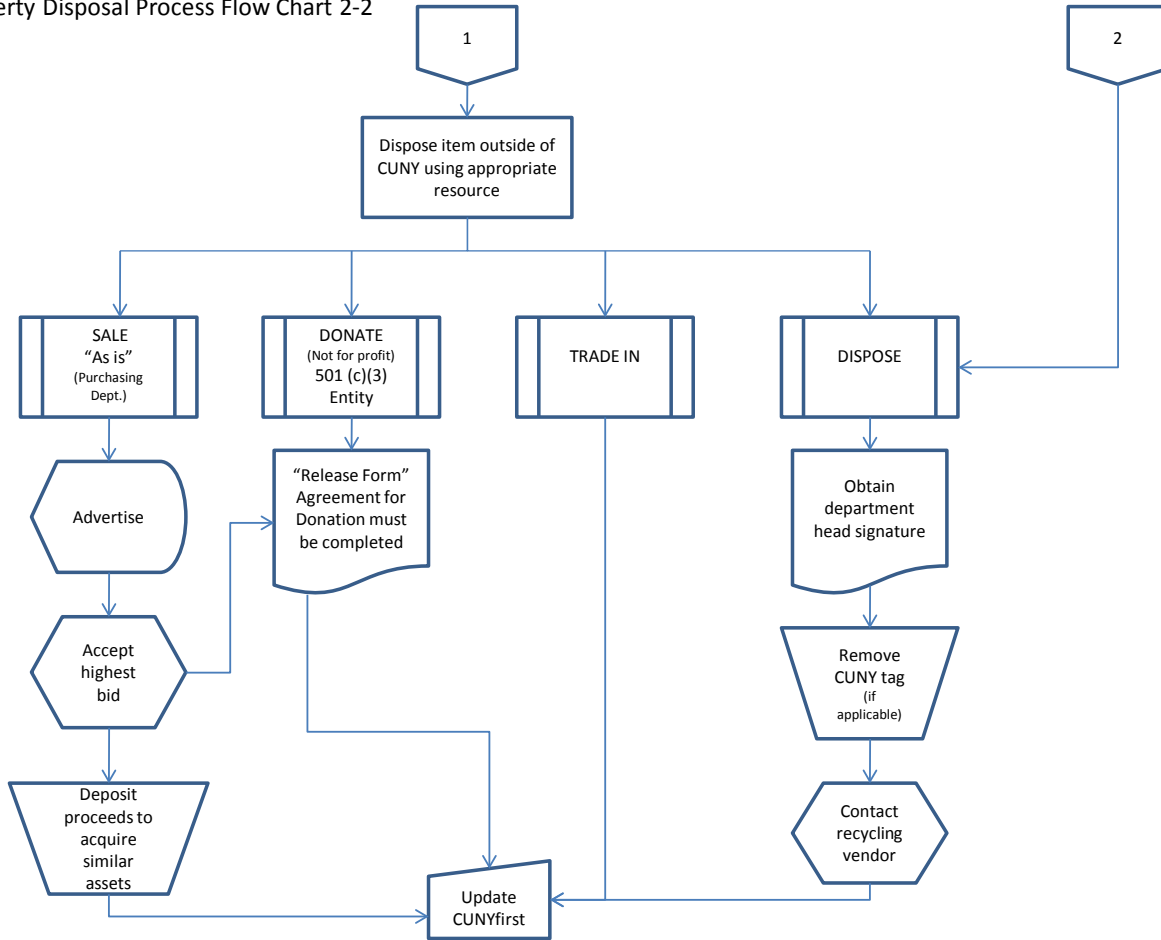 erty Disposal Process Flow Chart 2-2
1
2
Dispose item outside of
CUNY using appropriate
resource
SALE
“As is”
(Purchasing
Dept.)
DONATE
(Not for profit)
501 (c)(3)
Entity
TRADE IN
DISPOSE
Advertise
“Release Form”
Agreement for
Donation must
be completed
Obtain
department
head signature
Accept
highest
bid
Remove
CUNY tag
(if
applicable)
Deposit
proceeds to
acquire
similar
assets
Contact
recycling
vendor
Update
CUNYfirst